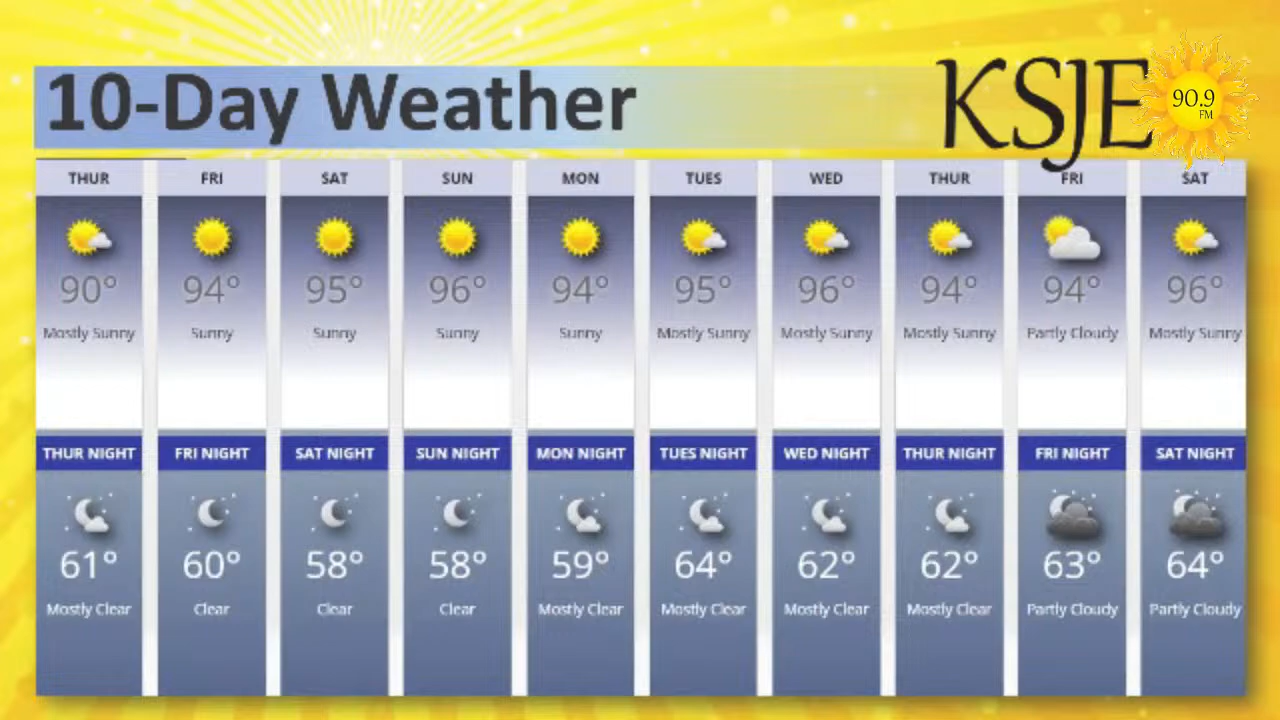 10-Day Weather
KSJE
90.9
FM
THUR FRI SAT SUN MON TUES WED THUR FRI SAT
90° 94° 95° 96° 94° 95° 96° 94° 94° 96°
Mostly Sunny Sunny Sunny Sunny Sunny Mostly Sunny Mostly Sunny Mostly Sunny Partly Cloudy Mostly Sunny
THUR NIGHT FRI NIGHT SAT NIGHT SUN NIGHT MON NIGHT TUES NIGHT WED NIGHT THUR NIGHT FRI NIGHT SAT NIGHT
61° 60° 58° 58° 59° 64° 62° 62° 63° 64°
Mostly Clear Clear Clear Clear Mostly Clear Mostly Clear Mostly Clear Mostly Clear Partly Cloudy Partly Cloudy